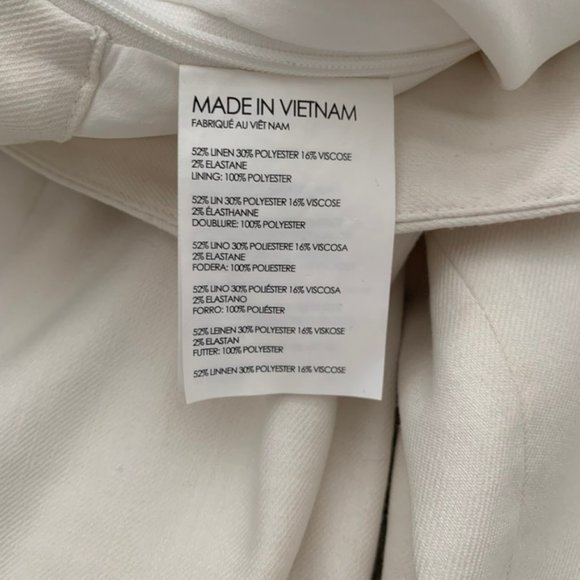 MADE IN VIETNAM
FABRIQUÉ AU VIÊT NAM
52% LINEN 30% POLYESTER 16% VISCOSE
2% ELASTANE
LINING: 100% POLYESTER
52% LIN 30% POLYESTER 16% VISCOSE
2% ÉLASTHANNE
DOUBLURE: 100% POLYESTER
52% LINO 30% POLIESTERE 16% VISCOSA
2% ELASTANE
FODERA: 100% POLIESTERE
52% LINO 30% POLIÉSTER 16% VISCOSA
2% ELASTANO
FORRO: 100% POLIÉSTER
52% LEINEN 30% POLYESTER 16% VISKOSE
2% ELASTAN
FUTTER: 100% POLYESTER
52% LINNEN 30% POLYESTER 16% VISCOSE